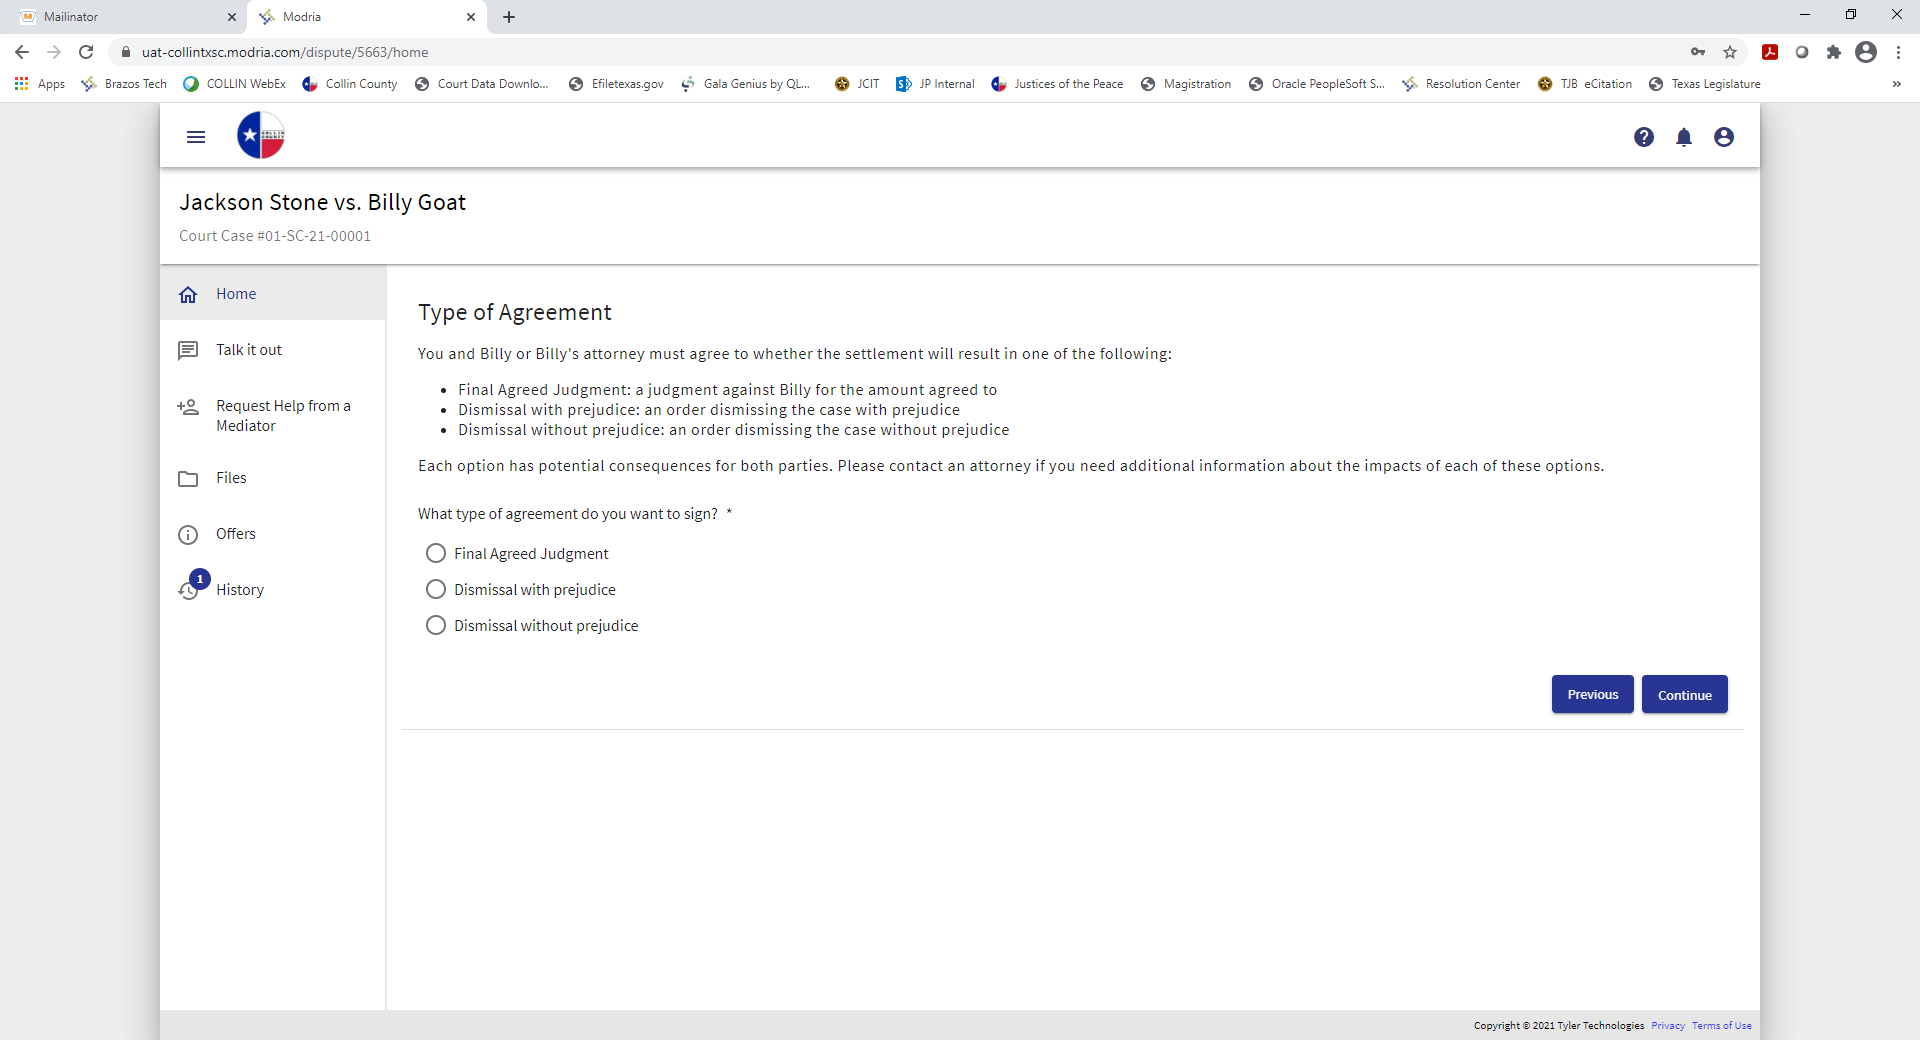 Mailinator
Modria
uat-collintxsc.modria.com/dispute/5663/home
Apps Brazos Tech COLLIN WebEx Collin County Court Data Downlo... Efiletexas.gov Gala Genius by QL... JCIT JP Internal Justices of the Peace Magistration Oracle PeopleSoft S... Resolution Center TJB eCitation Texas Legislature »
COLLIN COUNTY
Jackson Stone vs. Billy Goat
Court Case #01-SC-21-00001
Home
Talk it out
Request Help from a
Mediator
Files
Offers
1
History
Type of Agreement
You and Billy or Billy's attorney must agree to whether the settlement will result in one of the following:
• Final Agreed Judgment: a judgment against Billy for the amount agreed to
• Dismissal with prejudice: an order dismissing the case with prejudice
• Dismissal without prejudice: an order dismissing the case without prejudice
Each option has potential consequences for both parties. Please contact an attorney if you need additional information about the impacts of each of these options.
What type of agreement do you want to sign? *
Final Agreed Judgment
Dismissal with prejudice
Dismissal without prejudice
Previous Continue
Copyright © 2021 Tyler Technologies Privacy Terms of Use